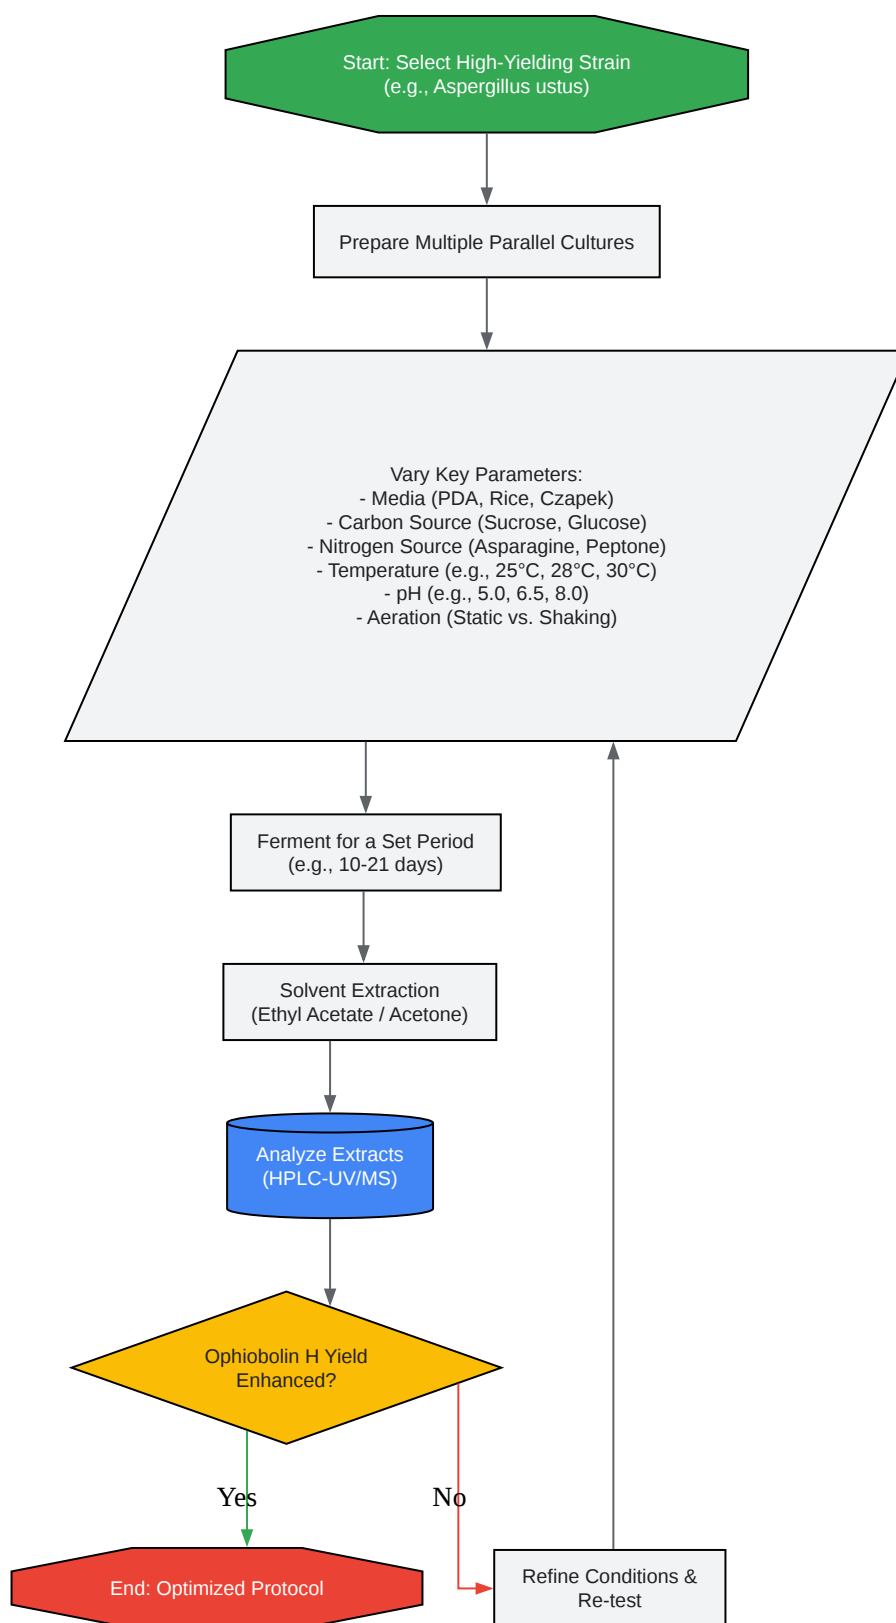 Start: Select High-Yielding Strain
(e.g., Aspergillus ustus)
Prepare Multiple Parallel Cultures
Vary Key Parameters:
- Media (PDA, Rice, Czapek)
- Carbon Source (Sucrose, Glucose)
- Nitrogen Source (Asparagine, Peptone)
- Temperature (e.g., 25°C, 28°C, 30°C)
- pH (e.g., 5.0, 6.5, 8.0)
- Aeration (Static vs. Shaking)
Ferment for a Set Period
(e.g., 10-21 days)
Solvent Extraction
(Ethyl Acetate / Acetone)
Analyze Extracts
(HPLC-UV/MS)
Ophiobolin H Yield
Enhanced?
Yes
No
End: Optimized Protocol
Refine Conditions &
Re-test